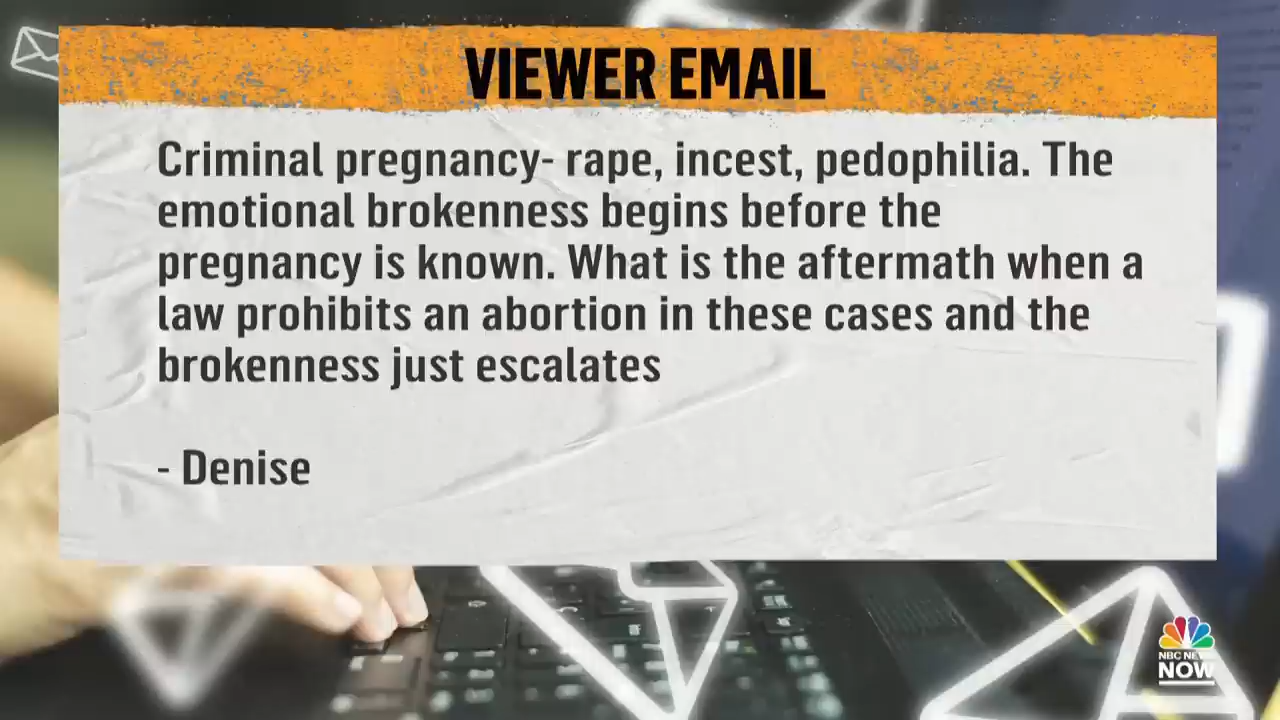 VIEWER EMAIL
Criminal pregnancy- rape, incest, pedophilia. The
emotional brokenness begins before the
pregnancy is known. What is the aftermath when a
law prohibits an abortion in these cases and the
brokenness just escalates
- Denise
NBC NEWS
NOW